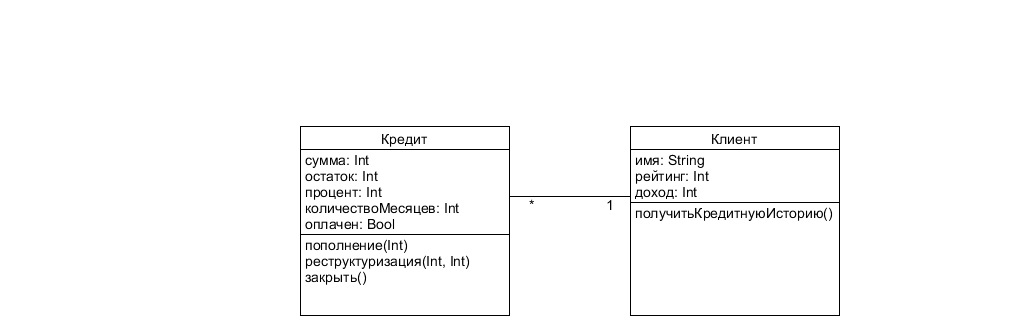 Кредит
сумма: Int
остаток: Int
процент: Int
количествоМесяцев: Int
оплачен: Bool
пополнение(Int)
реструктуризация(Int, Int)
закрыть()
*
1
Клиент
имя: String
рейтинг: Int
доход: Int
получитьКредитнуюИсторию()